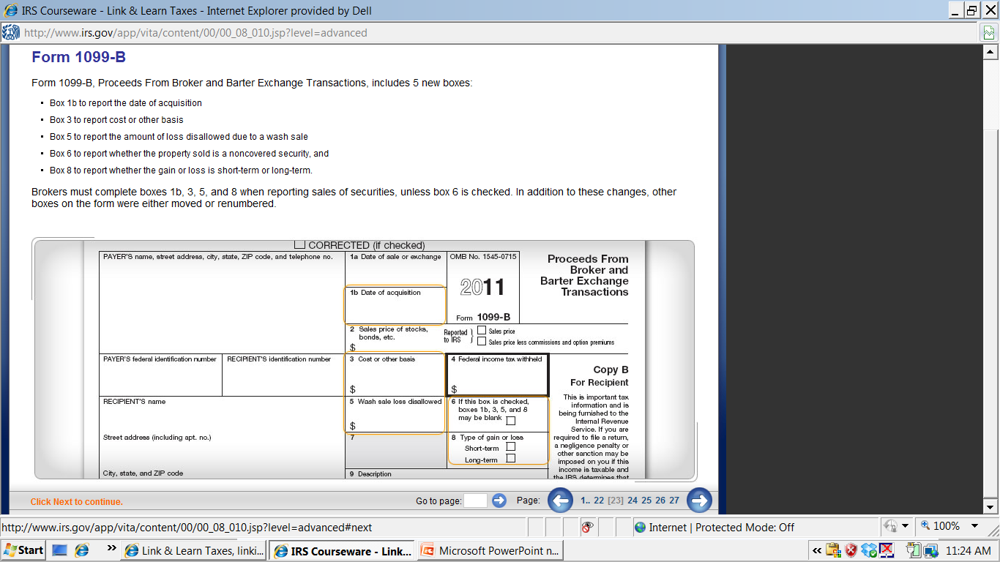 IRS Courseware - Link & Learn Taxes - Internet Explorer provided by Dell
http://www.irs.gov/app/vita/content/00/00_08_010.jsp?level=advanced
Form 1099-B
Form 1099-B, Proceeds From Broker and Barter Exchange Transactions, includes 5 new boxes:
▪ Box 1b to report the date of acquisition
▪ Box 3 to report cost or other basis
▪ Box 5 to report the amount of loss disallowed due to a wash sale
▪ Box 6 to report whether the property sold is a noncovered security, and
▪ Box 8 to report whether the gain or loss is short-term or long-term.
Brokers must complete boxes 1b, 3, 5, and 8 when reporting sales of securities, unless box 6 is checked. In addition to these changes, other
boxes on the form were either moved or renumbered.
CORRECTED (if checked)
PAYER'S name, street address, city, state, ZIP code, and telephone no.
1a Date of sale or exchange
OMB No. 1545-0715
2011
Form 1099-B
Proceeds From
Broker and
Barter Exchange
Transactions
1b Date of acquisition
2 Sales price of stocks,
bonds, etc.
$
Reported
to IRS
}
Sales price
Sales price less commissions and option premiums
PAYER'S federal identification number
RECIPIENT'S identification number
3 Cost or other basis
$
4 Federal income tax withheld
$
Copy B
For Recipient
This is important tax
information and is
being furnished to the
Internal Revenue
Service. If you are
required to file a return,
a negligence penalty or
other sanction may be
imposed on you if this
income is taxable and
the IRS determines that
RECIPIENT'S name
5 Wash sale loss disallowed
$
6 If this box is checked,
boxes 1b, 3, 5, and 8
may be blank
Street address (including apt. no.)
7
8 Type of gain or loss
Short-term
Long-term
City, state, and ZIP code
9 Description
Click Next to continue.
Go to page:
Page:
1.. 22 [23] 24 25 26 27
http://www.irs.gov/app/vita/content/00/00_08_010.jsp?level=advanced#next
Internet | Protected Mode: Off
100%
Start
»
Link & Learn Taxes, linki...
IRS Courseware - Link...
Microsoft PowerPoint n...
«
11:24 AM